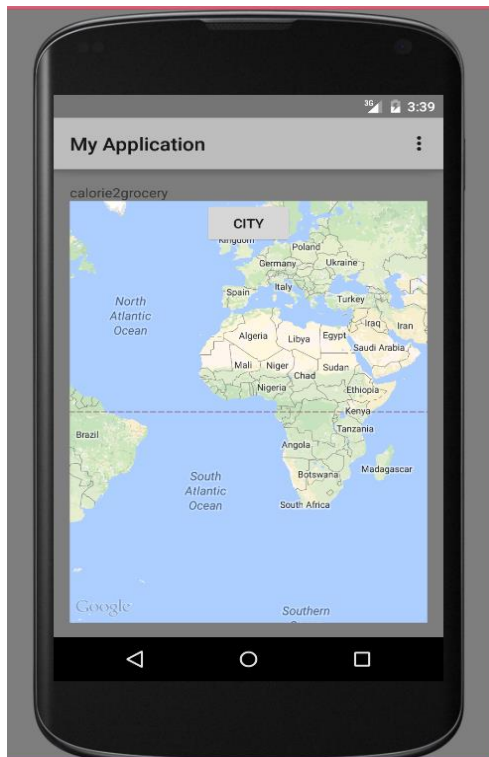 3G 3:39
My Application
calorie2grocery
CITY
Kingdom
Poland
Germany
Ukraine
Spain
Italy
Turkey
North
Atlantic
Ocean
Iraq
Iran
Algeria
Libya
Egypt
Saudi Arabia
Mali
Niger
Chad
Sudan
Nigeria
Ethiopia
Kenya
Brazil
Tanzania
Angola
South
Atlantic
Ocean
Botswana
Madagascar
South Africa
Google
Southern